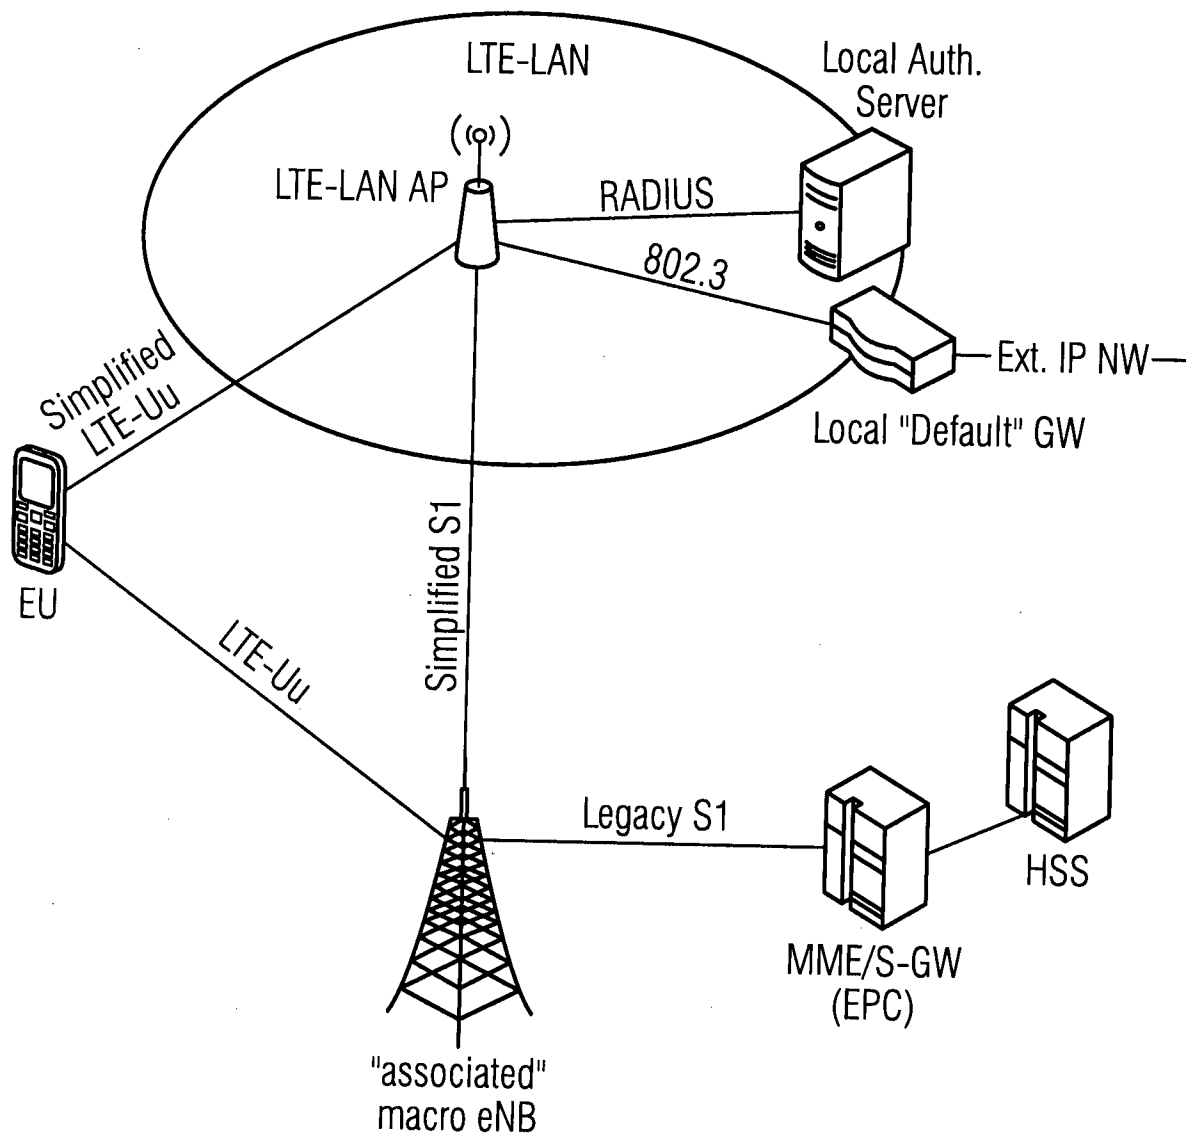 LTE-LAN
Local Auth.
Server
LTE-LAN AP
RADIUS
802.3
Ext. IP NW
Local "Default" GW
Simplified
LTE-Uu
EU
Simplified S1
LTE-Uu
Legacy S1
HSS
MME/S-GW
(EPC)
"associated"
macro eNB